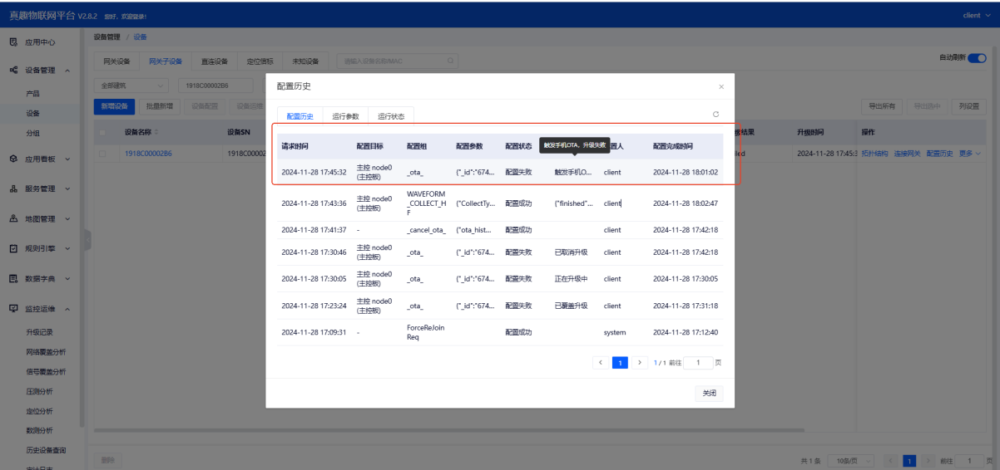 真趣物联网平台 V2.8.2 您好，欢迎登录! client
应用中心
设备管理
产品
设备
分组
应用看板
服务管理
地图管理
规则引擎
数据字典
监控运维
升级记录
网络覆盖分析
信号覆盖分析
压测分析
定位分析
数测分析
历史设备查询
审计日志
设备管理 / 设备
网关设备 网关子设备 直连设备 定位信标 未知设备 请输入设备名称/MAC 自动刷新
全部建筑 1918C00002B6
新增设备 批量新增 设备配置 设备运维 导出所有 导出选中 列设置
设备名称 设备SN 级结果 升级时间 操作
1918C00002B6 1918C00002 led 2024-11-28 17:45:3 拓扑结构 连接网关 配置历史 更多
配置历史
配置历史 运行参数 运行状态
触发手机OTA，升级失败
请求时间 配置目标 配置组 配置参数 配置状态 置人 配置完成时间
2024-11-28 17:45:32 主控 node0 (主控板) _ota_ {"_id":"674... 配置失败 触发手机O... client 2024-11-28 18:01:02
2024-11-28 17:43:36 主控 node0 (主控板) WAVEFORM_COLLECT_HF {"CollectTy... 配置成功 {"finished"... client 2024-11-28 18:02:47
2024-11-28 17:41:37 - _cancel_ota_ {"ota_hist... 配置成功 client 2024-11-28 17:42:18
2024-11-28 17:30:46 主控 node0 (主控板) _ota_ {"_id":"674... 配置失败 已取消升级 client 2024-11-28 17:42:18
2024-11-28 17:30:05 主控 node0 (主控板) _ota_ {"_id":"674... 配置失败 正在升级中 client 2024-11-28 17:30:05
2024-11-28 17:23:24 主控 node0 (主控板) _ota_ {"_id":"674... 配置失败 已覆盖升级 client 2024-11-28 17:31:18
2024-11-28 17:09:31 - ForceReJoinReq 配置成功 system 2024-11-28 17:12:40
1 1 / 1 前往 1 页
关闭
删除 共 1 条 10条/页 1 前往 1 页